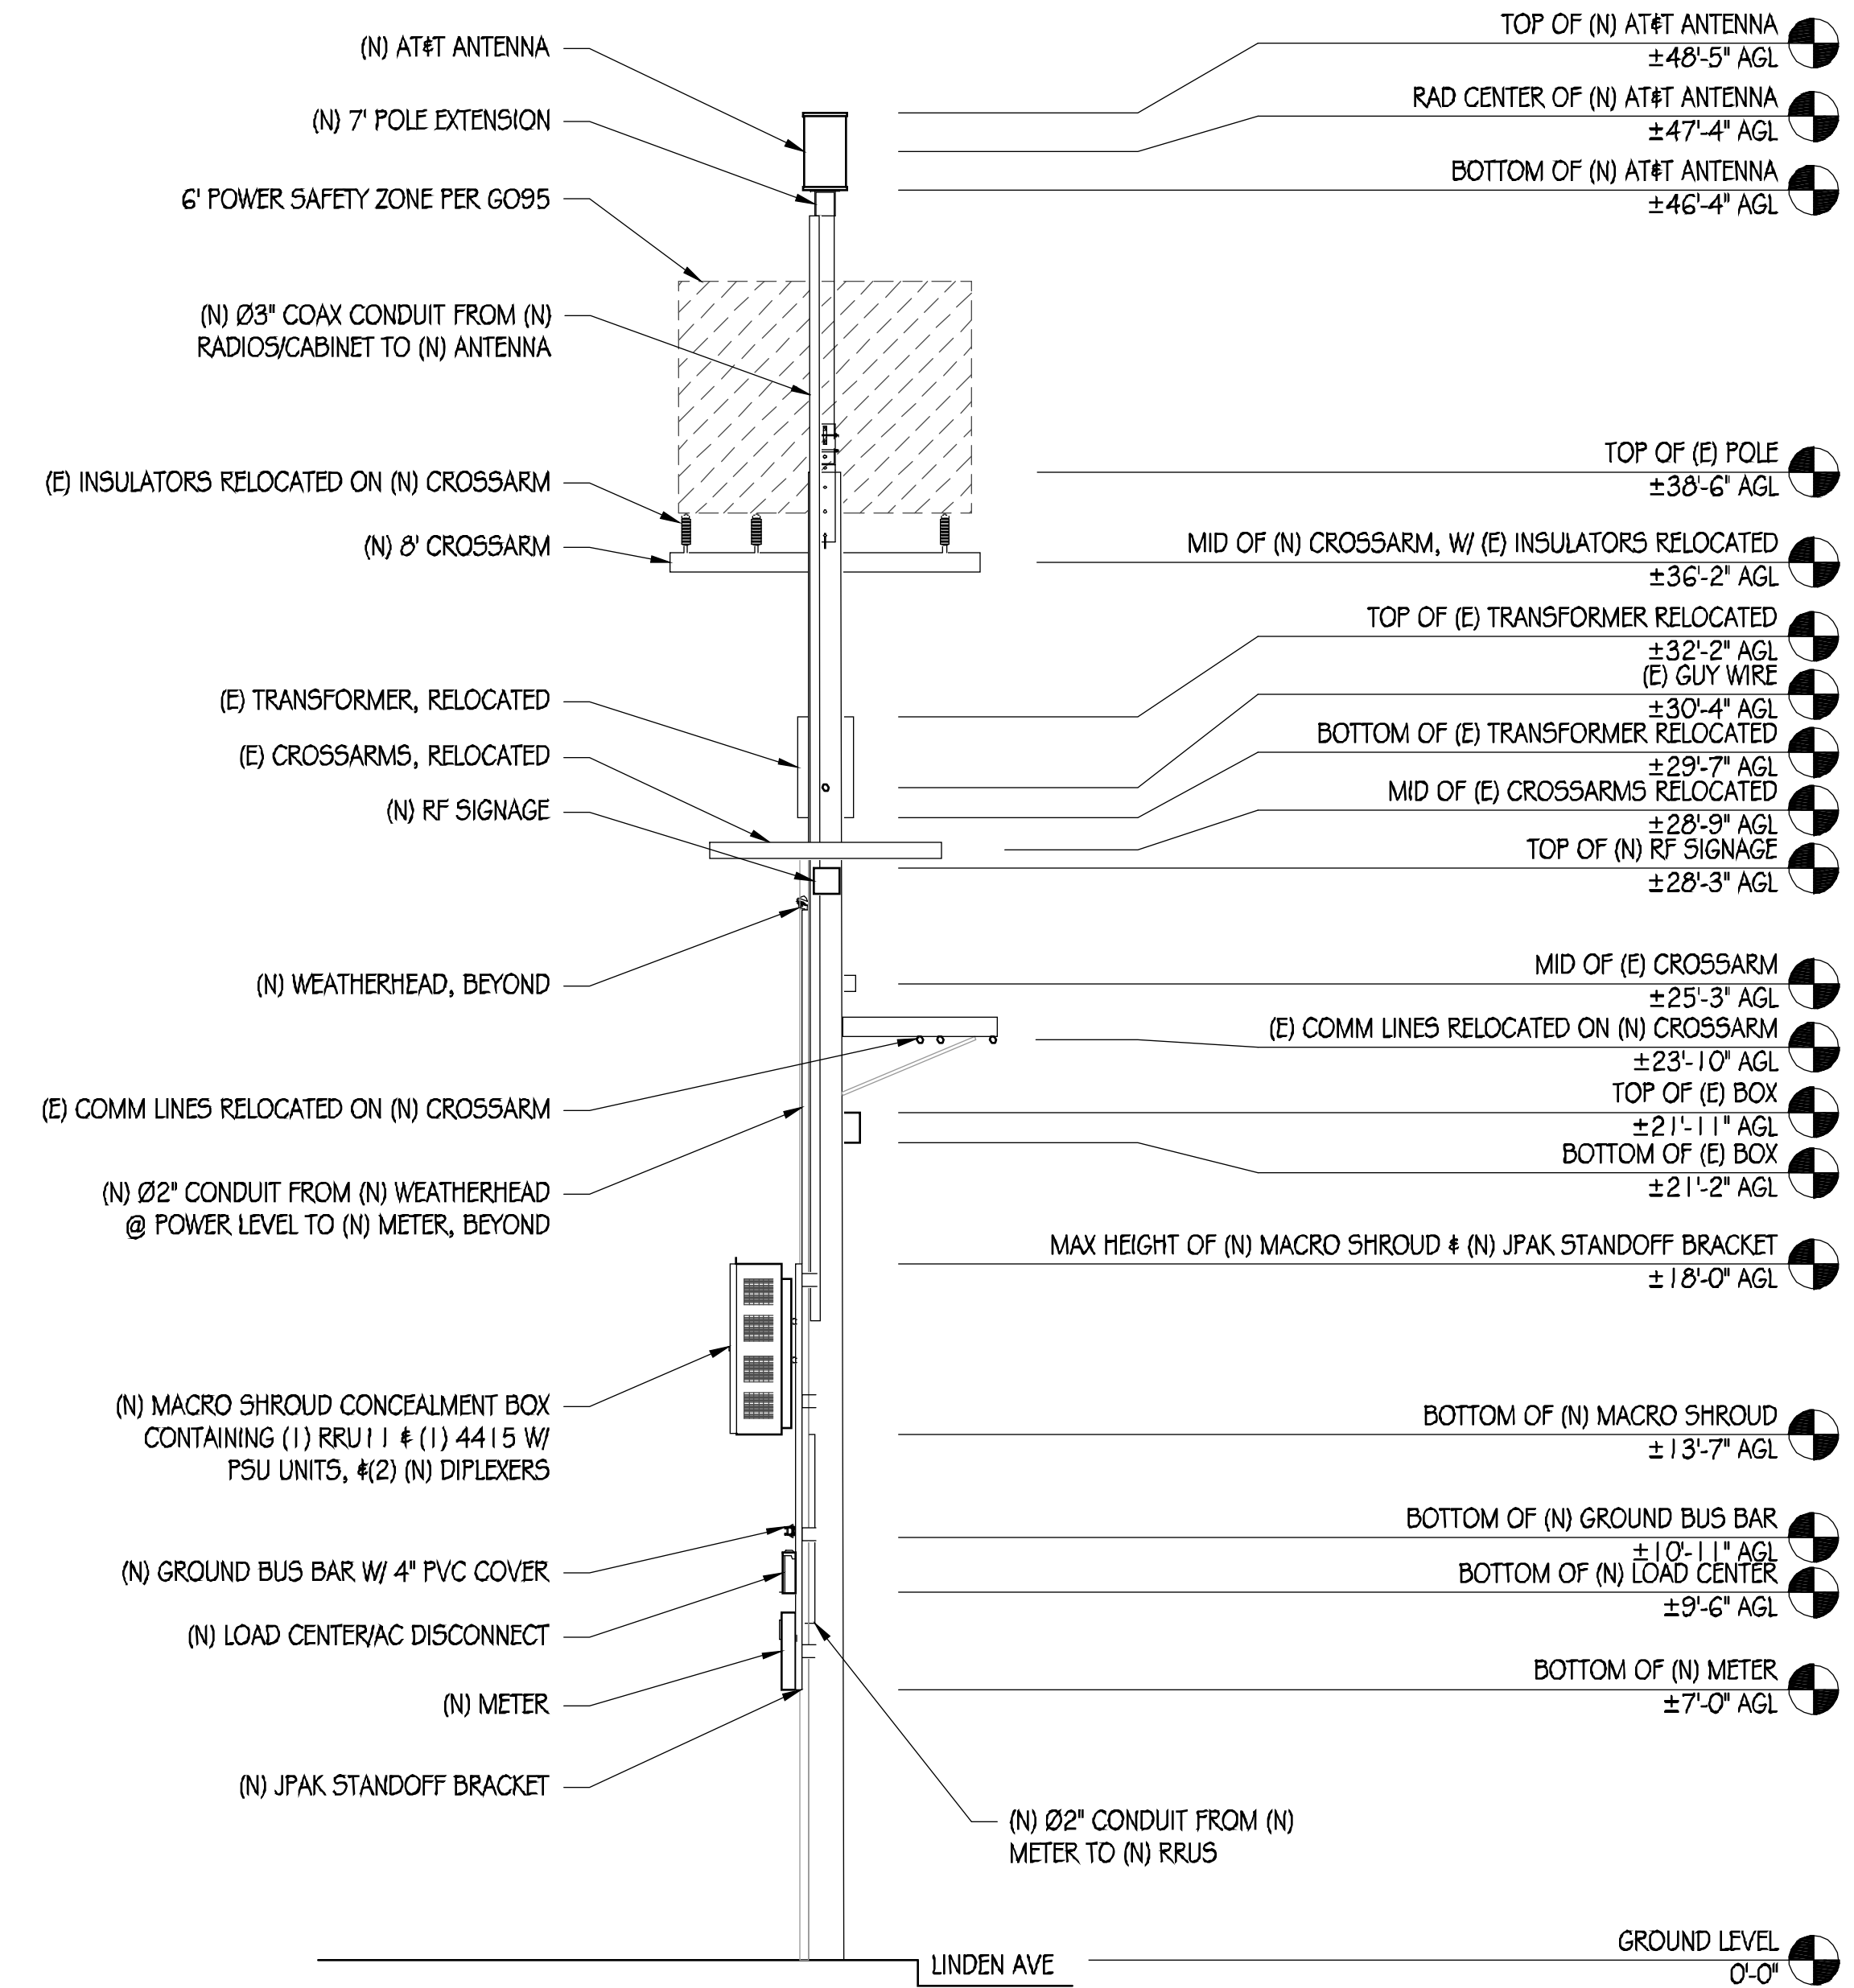 (N) AT&T ANTENNA
(N) 7' POLE EXTENSION
6' POWER SAFETY ZONE PER GO95
(N) Ø3" COAX CONDUIT FROM (N)
RADIOS/CABINET TO (N) ANTENNA
(E) INSULATORS RELOCATED ON (N) CROSSARM
(N) 8' CROSSARM
(E) TRANSFORMER, RELOCATED
(E) CROSSARMS, RELOCATED
(N) RF SIGNAGE
(N) WEATHERHEAD, BEYOND
(E) COMM LINES RELOCATED ON (N) CROSSARM
(N) Ø2" CONDUIT FROM (N) WEATHERHEAD
@ POWER LEVEL TO (N) METER, BEYOND
(N) MACRO SHROUD CONCEALMENT BOX
CONTAINING (1) RRU11 & (1) 4415 W/
PSU UNITS, &(2) (N) DIPLEXERS
(N) GROUND BUS BAR W/ 4" PVC COVER
(N) LOAD CENTER/AC DISCONNECT
(N) METER
(N) JPAK STANDOFF BRACKET
(N) Ø2" CONDUIT FROM (N)
METER TO (N) RRUS
LINDEN AVE
TOP OF (N) AT&T ANTENNA
±48'-5" AGL
RAD CENTER OF (N) AT&T ANTENNA
±47'-4" AGL
BOTTOM OF (N) AT&T ANTENNA
±46'-4" AGL
TOP OF (E) POLE
±38'-6" AGL
MID OF (N) CROSSARM, W/ (E) INSULATORS RELOCATED
±36'-2" AGL
TOP OF (E) TRANSFORMER RELOCATED
±32'-2" AGL
(E) GUY WIRE
±30'-4" AGL
BOTTOM OF (E) TRANSFORMER RELOCATED
±29'-7" AGL
MID OF (E) CROSSARMS RELOCATED
±28'-9" AGL
TOP OF (N) RF SIGNAGE
±28'-3" AGL
MID OF (E) CROSSARM
±25'-3" AGL
(E) COMM LINES RELOCATED ON (N) CROSSARM
±23'-10" AGL
TOP OF (E) BOX
±21'-11" AGL
BOTTOM OF (E) BOX
±21'-2" AGL
MAX HEIGHT OF (N) MACRO SHROUD & (N) JPAK STANDOFF BRACKET
±18'-0" AGL
BOTTOM OF (N) MACRO SHROUD
±13'-7" AGL
BOTTOM OF (N) GROUND BUS BAR
±10'-11" AGL
BOTTOM OF (N) LOAD CENTER
±9'-6" AGL
BOTTOM OF (N) METER
±7'-0" AGL
GROUND LEVEL
0'-0"